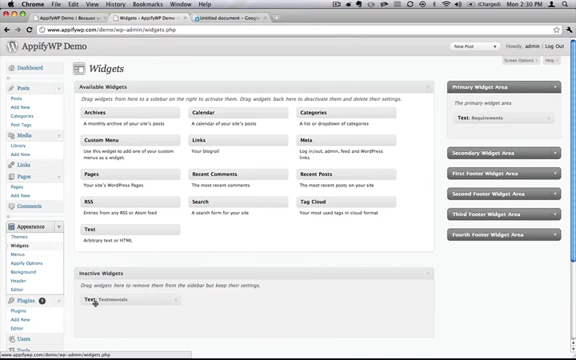 Chrome File Edit View History Bookmarks Window Help
(Charged) Mon 2:30 PM
AppifyWP Demo | Because y
Widgets ‹ AppifyWP Demo
Untitled document - Google
www.appifywp.com/demo/wp-admin/widgets.php
AppifyWP Demo
New Post
Howdy, admin | Log Out
Screen Options
Help
Dashboard
Posts
Posts
Add New
Categories
Post Tags
Media
Library
Add New
Links
Pages
Pages
Add New
Comments
Appearance
Themes
Widgets
Menus
Appify Options
Background
Header
Editor
Plugins
Plugins
Add New
Editor
Users
Tools
Widgets
Available Widgets
Drag widgets from here to a sidebar on the right to activate them. Drag widgets back here to deactivate them and delete their settings.
Archives
A monthly archive of your site's posts
Calendar
A calendar of your site's posts
Categories
A list or dropdown of categories
Custom Menu
Use this widget to add one of your custom menus as a widget.
Links
Your blogroll
Meta
Log in/out, admin, feed and WordPress links
Pages
Your site's WordPress Pages
Recent Comments
The most recent comments
Recent Posts
The most recent posts on your site
RSS
Entries from any RSS or Atom feed
Search
A search form for your site
Tag Cloud
Your most used tags in cloud format
Text
Arbitrary text or HTML
Inactive Widgets
Drag widgets here to remove them from the sidebar but keep their settings.
Text: Testimonials
Primary Widget Area
The primary widget area
Text: Requirements
Secondary Widget Area
First Footer Widget Area
Second Footer Widget Area
Third Footer Widget Area
Fourth Footer Widget Area
www.appifywp.com/demo/wp-admin/widgets.php